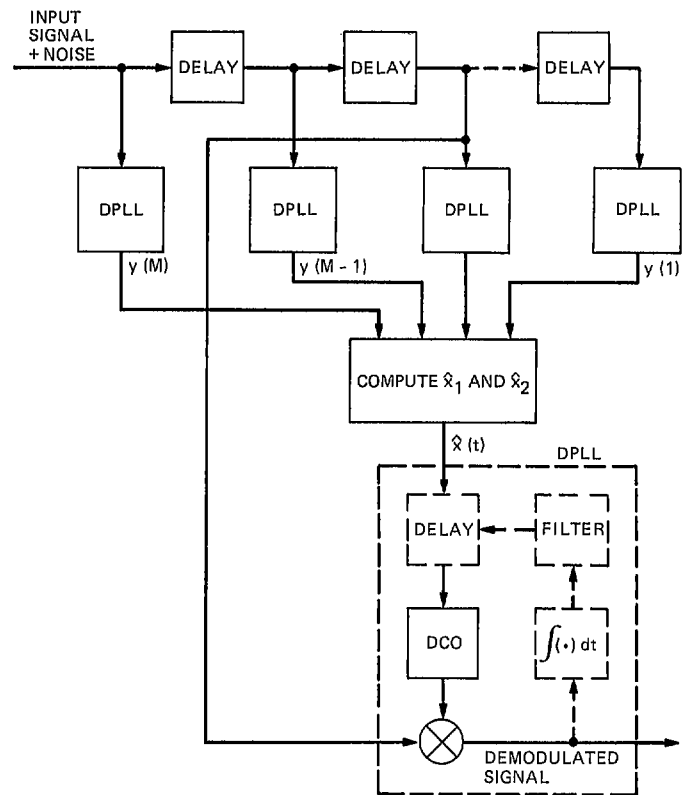 INPUT
SIGNAL
+ NOISE
DELAY
DELAY
DELAY
DPLL
DPLL
DPLL
DPLL
y (M)
y (M - 1)
y (1)
COMPUTE x̂₁ AND x̂₂
x̂ (t)
DPLL
DELAY
FILTER
DCO
∫(·) dt
DEMODULATED
SIGNAL